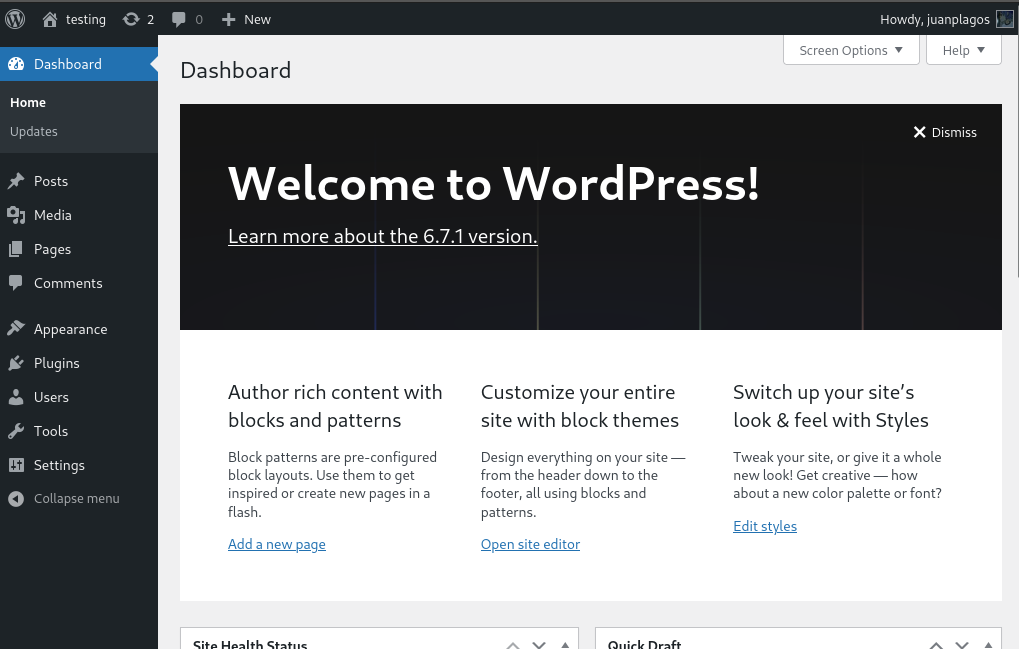 testing 2 0 New Howdy, juanplagos
Screen Options Help
Dashboard
Home
Updates
Posts
Media
Pages
Comments
Appearance
Plugins
Users
Tools
Settings
Collapse menu
Dashboard
Dismiss
Welcome to WordPress!
Learn more about the 6.7.1 version.
Author rich content with
blocks and patterns
Block patterns are pre-configured
block layouts. Use them to get
inspired or create new pages in a
flash.
Add a new page
Customize your entire
site with block themes
Design everything on your site —
from the header down to the
footer, all using blocks and
patterns.
Open site editor
Switch up your site’s
look & feel with Styles
Tweak your site, or give it a whole
new look! Get creative — how
about a new color palette or font?
Edit styles
Site Health Status
Quick Draft